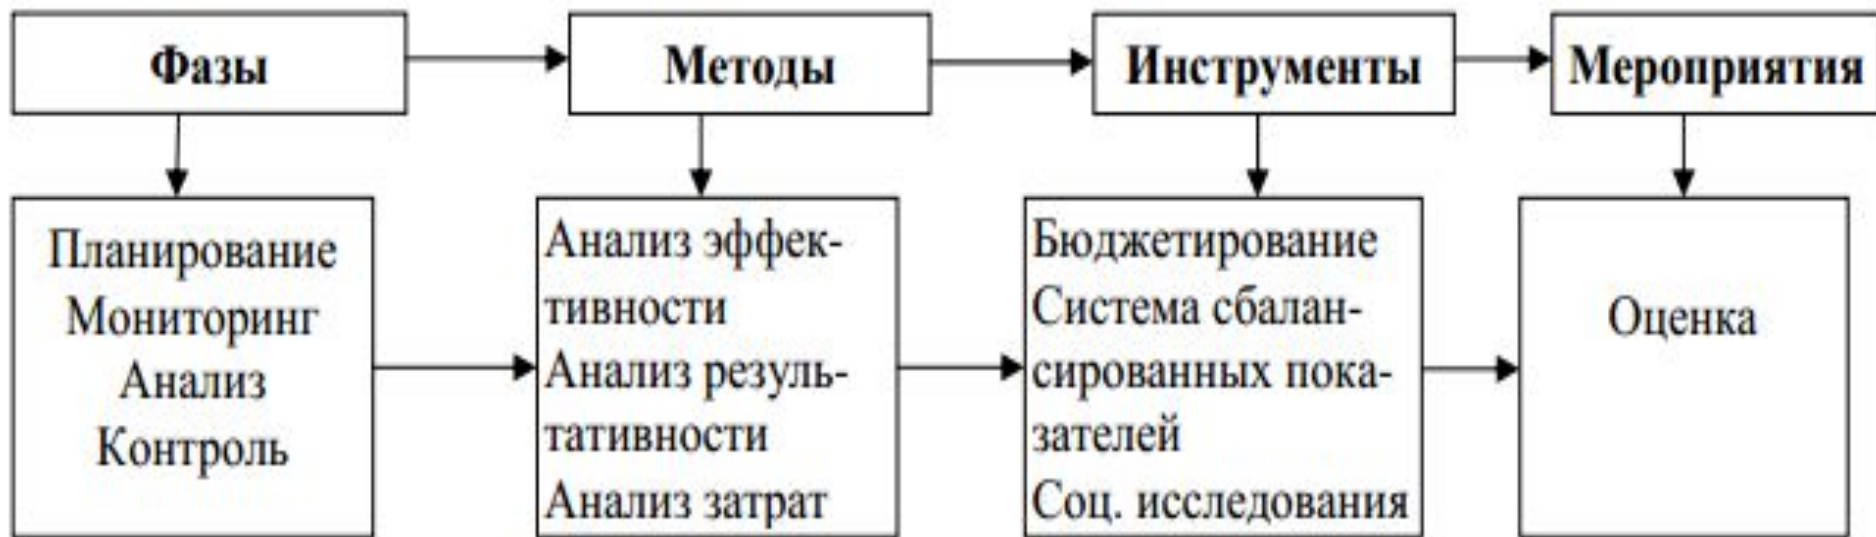 Фазы
Методы
Инструменты
Мероприятия
Планирование
Мониторинг
Анализ
Контроль
Анализ эффек-
тивности
Анализ резуль-
тативности
Анализ затрат
Бюджетирование
Система сбалан-
сированных пока-
зателей
Соц. исследования
Оценка